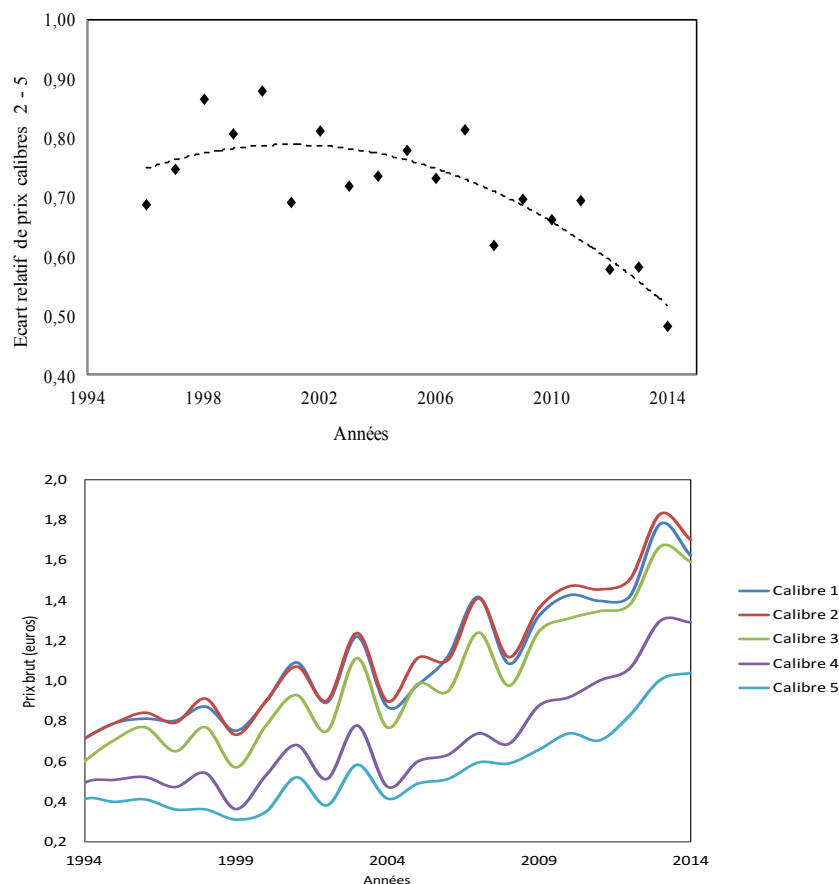 1,00
0,90
0,80
0,70
0,60
0,50
0,40
Ecart relatif de prix calibres 2 - 5
1994 1998 2002 2006 2010 2014
Années
2,0
1,8
1,6
1,4
1,2
1,0
0,8
0,6
0,4
0,2
Prix brut (euros)
1994 1999 2004 2009 2014
Années
Calibre 1
Calibre 2
Calibre 3
Calibre 4
Calibre 5